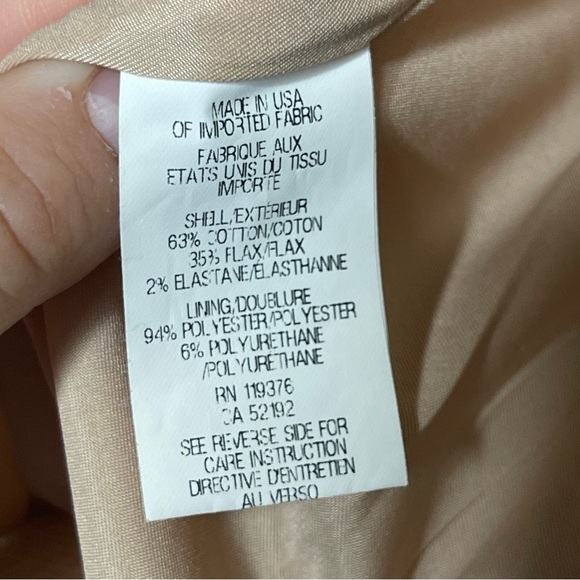 MADE IN USA
OF IMPORTED FABRIC
FABRIQUE AUX
ETATS UNIS DU TISSU
IMPORTÉ
SHELL/EXTÉRIEUR
63% COTTON/COTON
35% FLAX/FLAX
2% ELASTANE/ÉLASTHANNE
LINING/DOUBLURE
94% POLYESTER/POLYESTER
6% POLYURETHANE
/POLYURÉTHANE
RN 119376
CA 52192
SEE REVERSE SIDE FOR
CARE INSTRUCTION
DIRECTIVE D'ENTRETIEN
AU VERSO